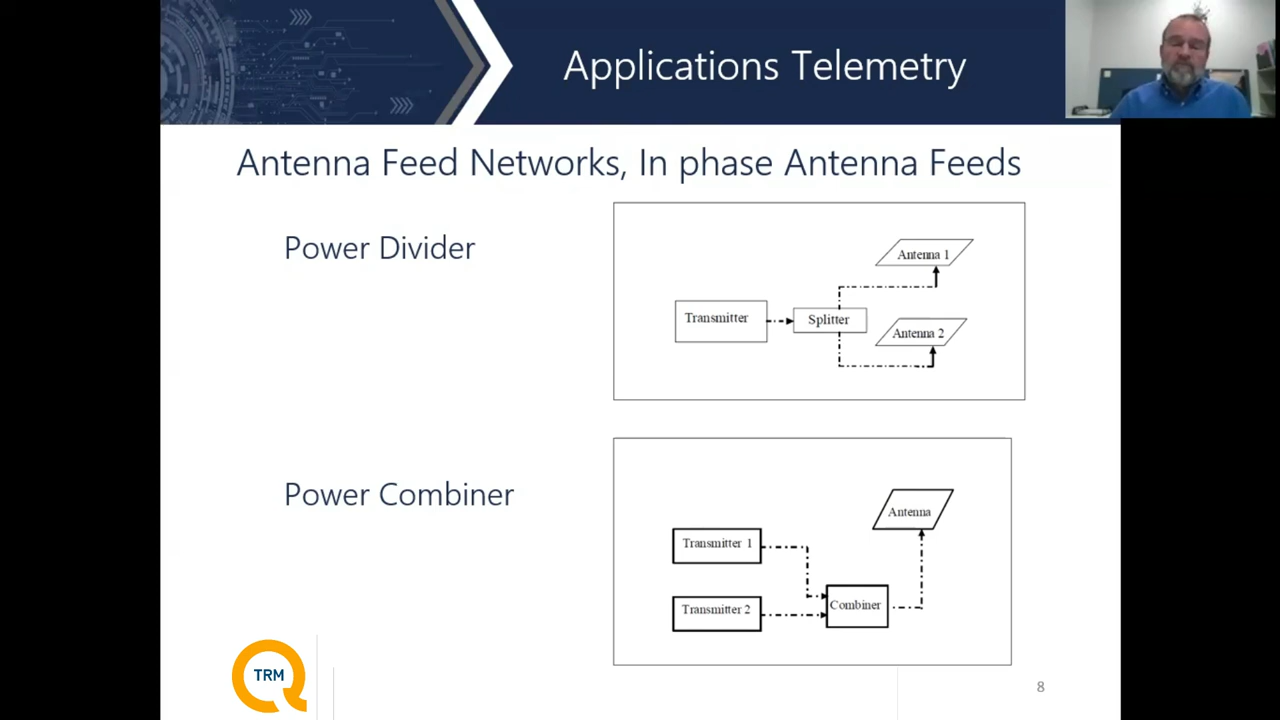 Applications Telemetry
Antenna Feed Networks, In phase Antenna Feeds
Power Divider
Antenna 1
Transmitter
Splitter
Antenna 2
Power Combiner
Antenna
Transmitter 1
Transmitter 2
Combiner
TRM
8